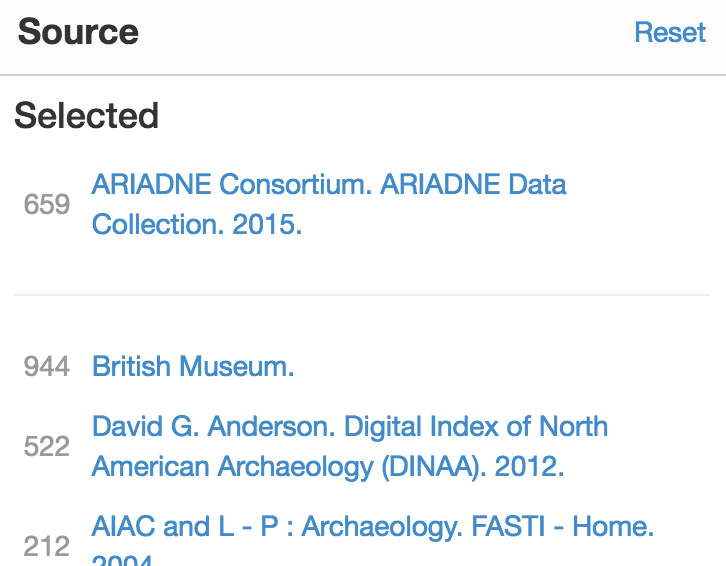 Source
Reset
Selected
659
ARIADNE Consortium. ARIADNE Data
Collection. 2015.
944
British Museum.
522
David G. Anderson. Digital Index of North
American Archaeology (DINAA). 2012.
212
AIAC and L - P : Archaeology. FASTI - Home.
2004